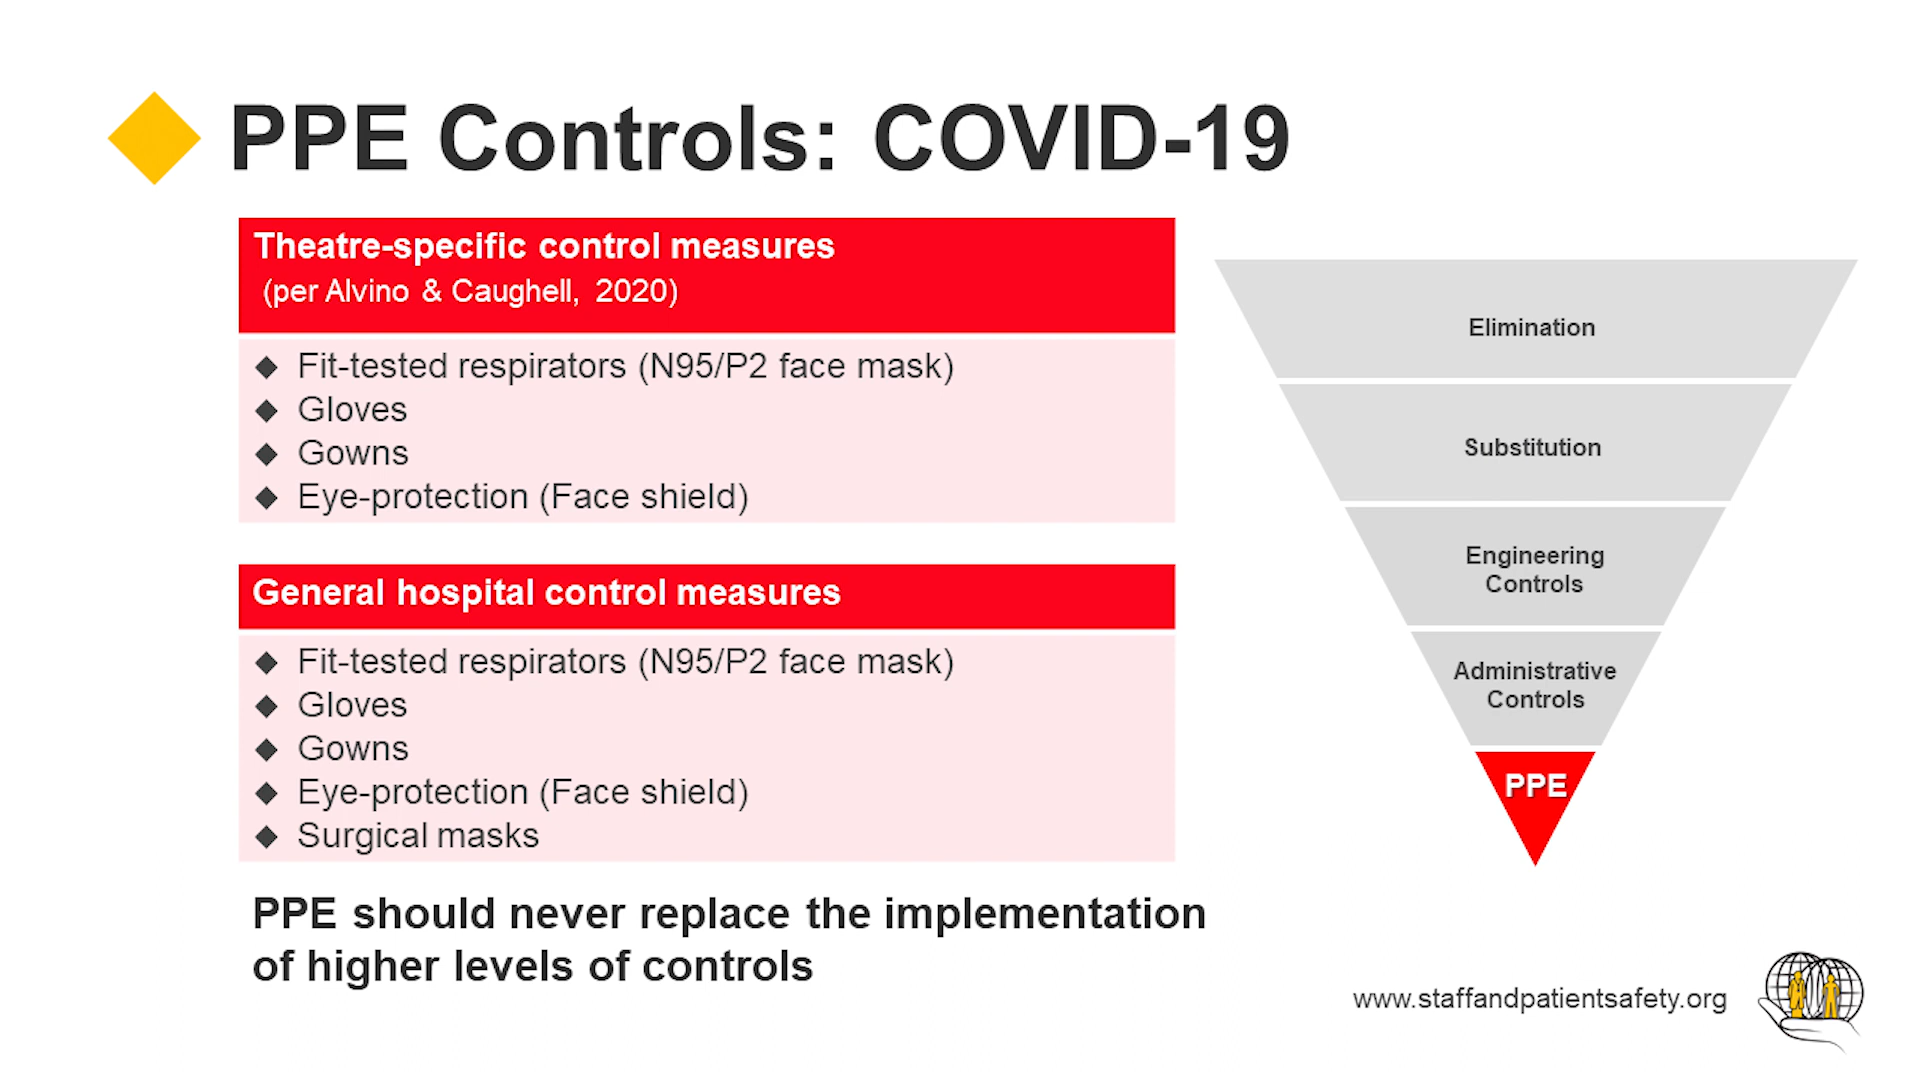 PPE Controls: COVID-19
Theatre-specific control measures
(per Alvino & Caughell, 2020)
Fit-tested respirators (N95/P2 face mask)
Gloves
Gowns
Eye-protection (Face shield)
General hospital control measures
Fit-tested respirators (N95/P2 face mask)
Gloves
Gowns
Eye-protection (Face shield)
Surgical masks
PPE should never replace the implementation
of higher levels of controls
Elimination
Substitution
Engineering
Controls
Administrative
Controls
PPE
www.staffandpatientsafety.org